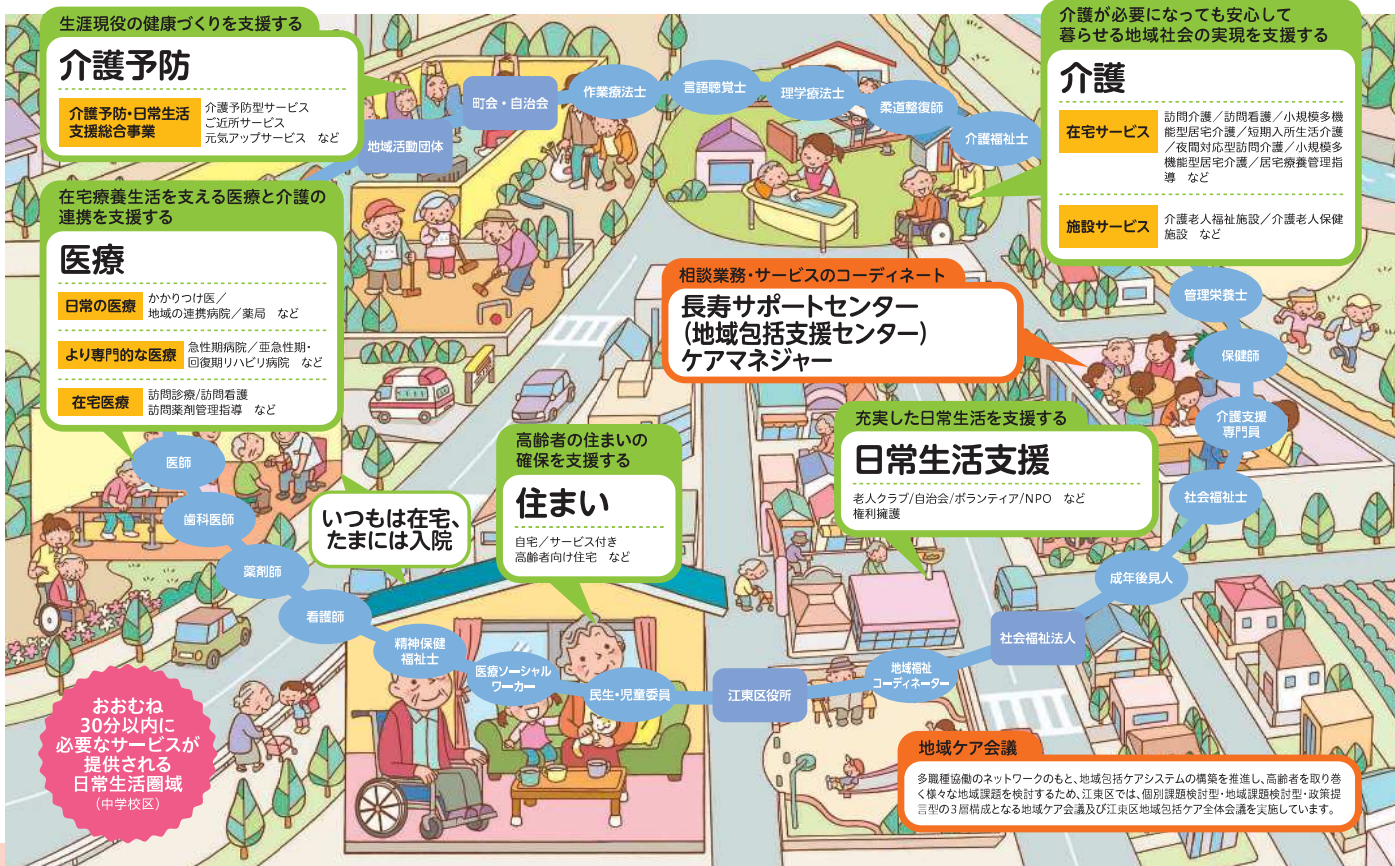 生涯現役の健康づくりを支援する
介護予防
介護予防・日常生活
支援総合事業
介護予防型サービス
ご近所サービス
元気アップサービス　など
在宅療養生活を支える医療と介護の
連携を支援する
医療
日常の医療
かかりつけ医／
地域の連携病院／薬局　など
より専門的な医療
急性期病院／亜急性期・
回復期リハビリ病院　など
在宅医療
訪問診療/訪問看護
訪問薬剤管理指導　など
地域活動団体
町会・自治会
作業療法士
言語聴覚士
理学療法士
柔道整復師
介護福祉士
介護が必要になっても安心して
暮らせる地域社会の実現を支援する
介護
在宅サービス
訪問介護／訪問看護／小規模多機
能型居宅介護／短期入所生活介護
／夜間対応型訪問介護／小規模多
機能型居宅介護／居宅療養管理指
導　など
施設サービス
介護老人福祉施設／介護老人保健
施設　など
相談業務・サービスのコーディネート
長寿サポートセンター
(地域包括支援センター)
ケアマネジャー
管理栄養士
保健師
介護支援
専門員
社会福祉士
成年後見人
社会福祉法人
地域福祉
コーディネーター
江東区役所
民生・児童委員
医療ソーシャル
ワーカー
精神保健
福祉士
看護師
薬剤師
歯科医師
医師
いつもは在宅、
たまには入院
高齢者の住まいの
確保を支援する
住まい
自宅／サービス付き
高齢者向け住宅　など
充実した日常生活を支援する
日常生活支援
老人クラブ/自治会/ボランティア/NPO　など
権利擁護
おおむね
30分以内に
必要なサービスが
提供される
日常生活圏域
(中学校区)
地域ケア会議
多職種協働のネットワークのもと、地域包括ケアシステムの構築を推進し、高齢者を取り巻
く様々な地域課題を検討するため、江東区では、個別課題検討型・地域課題検討型・政策提
言型の3層構成となる地域ケア会議及び江東区地域包括ケア全体会議を実施しています。